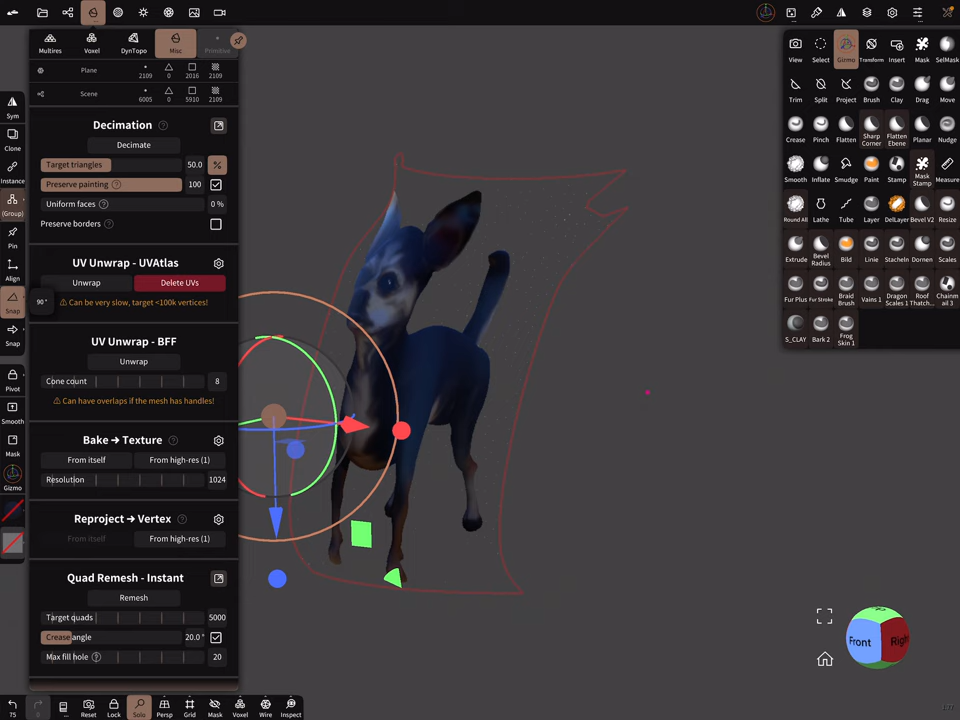 Multires Voxel DynTopo Misc Primitive
Plane 2109 0 2016 2109
Scene 6005 0 5910 2109
Decimation ?
Decimate
Target triangles 50.0 %
Preserve painting ? 100
Uniform faces ? 0 %
Preserve borders ?
UV Unwrap - UVAtlas
Unwrap Delete UVs
⚠ Can be very slow, target <100k vertices!
UV Unwrap - BFF
Unwrap
Cone count 8
⚠ Can have overlaps if the mesh has handles!
Bake → Texture ?
From itself From high-res (1)
Resolution 1024
Reproject → Vertex ?
From itself From high-res (1)
Quad Remesh - Instant
Remesh
Target quads 5000
Crease angle 20.0 °
Max fill hole ? 20
Sym
Clone
Instance
(Group)
Pin
Align
Snap
90°
Snap
Pivot
Smooth
Mask
Gizmo
View Select Gizmo Transform Insert Mask SelMask
Trim Split Project Brush Clay Drag Move
Crease Pinch Flatten Sharp Corner Flatten Ebene Planar Nudge
Smooth Inflate Smudge Paint Stamp Mask Stamp Measure
Round All Lathe Tube Layer DelLayer Bevel V2 Resize
Extrude Bevel Radius Bild Linie Stacheln Dornen Scales
Fur Plus Fur Stroke Braid Brush Vains 1 Dragon Scales 1 Roof Thatch... Chainmail 3
S_CLAY Bark 2 Frog Skin 1
Front Right
75 0 ... Reset Lock Solo Persp Grid Mask Voxel Wire Inspect